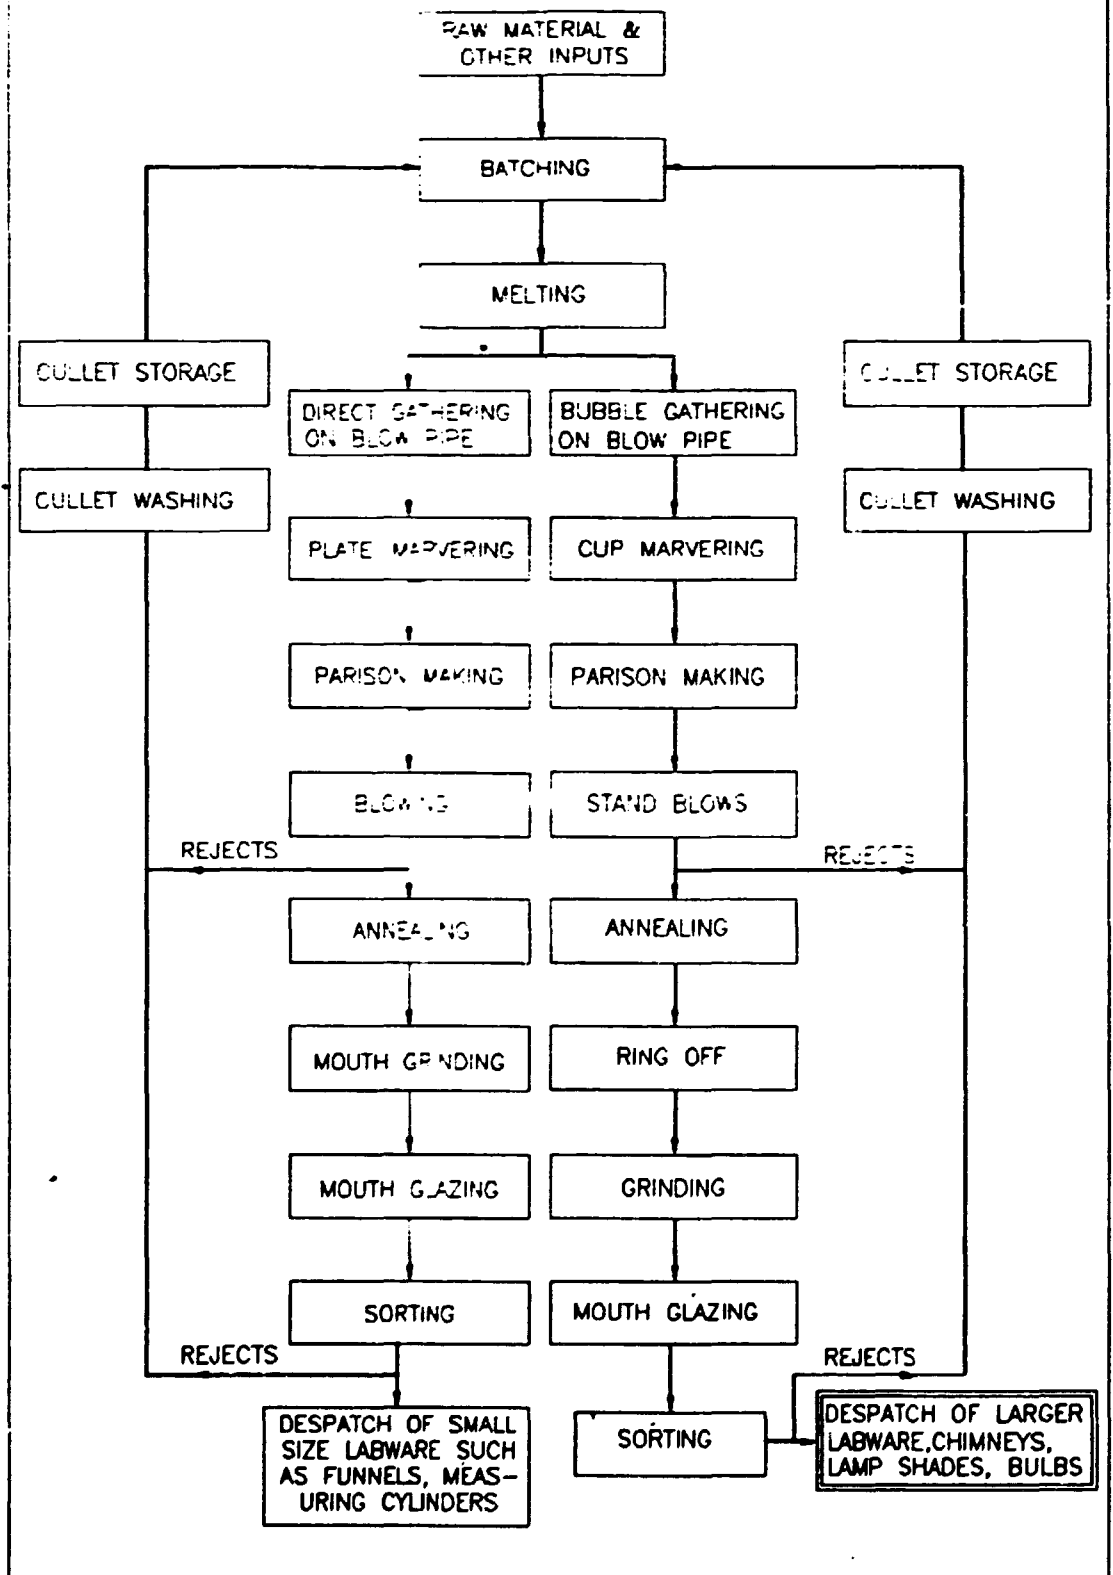 RAW MATERIAL &
OTHER INPUTS
BATCHING
MELTING
CULLET STORAGE
CULLET WASHING
DIRECT GATHERING
ON BLOW PIPE
PLATE MARVERING
PARISON MAKING
BLOWING
REJECTS
ANNEALING
MOUTH GRINDING
MOUTH GLAZING
SORTING
REJECTS
DESPATCH OF SMALL
SIZE LABWARE SUCH
AS FUNNELS, MEAS-
URING CYLINDERS
BUBBLE GATHERING
ON BLOW PIPE
CUP MARVERING
PARISON MAKING
STAND BLOWS
REJECTS
ANNEALING
RING OFF
GRINDING
MOUTH GLAZING
SORTING
REJECTS
DESPATCH OF LARGER
LABWARE,CHIMNEYS,
LAMP SHADES, BULBS
CULLET STORAGE
CULLET WASHING